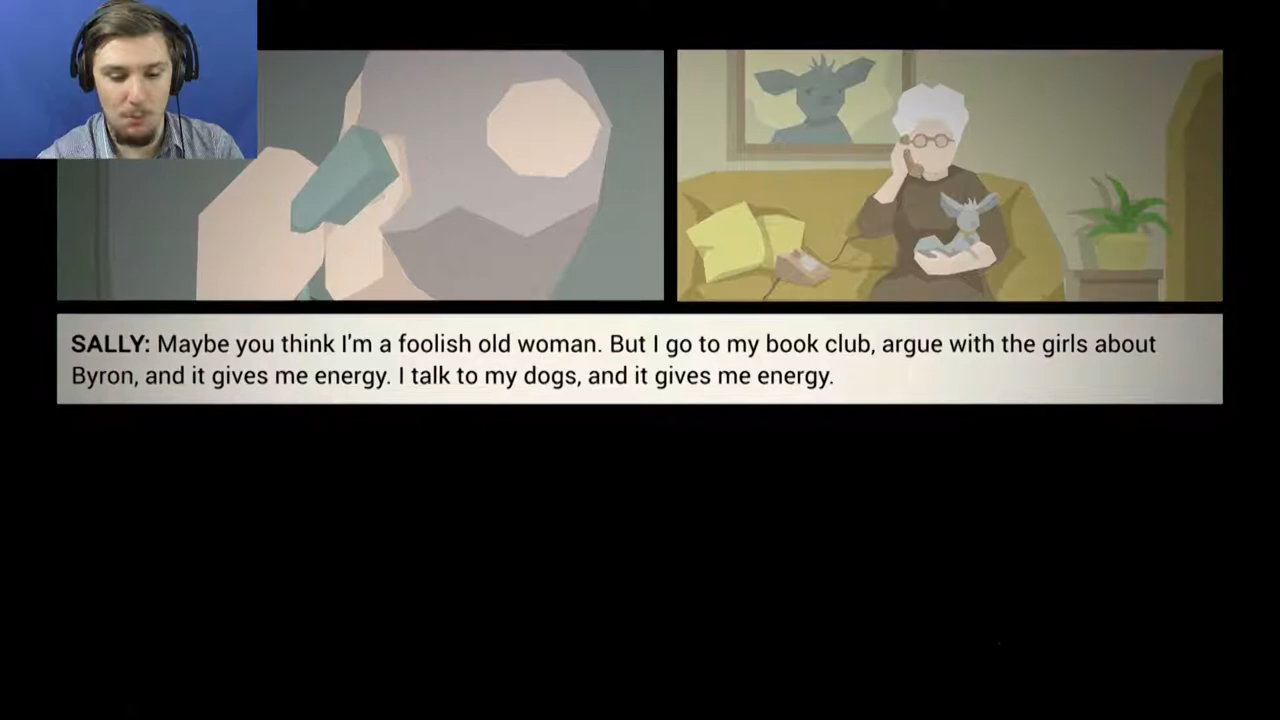 SALLY: Maybe you think I'm a foolish old woman. But I go to my book club, argue with the girls about
Byron, and it gives me energy. I talk to my dogs, and it gives me energy.